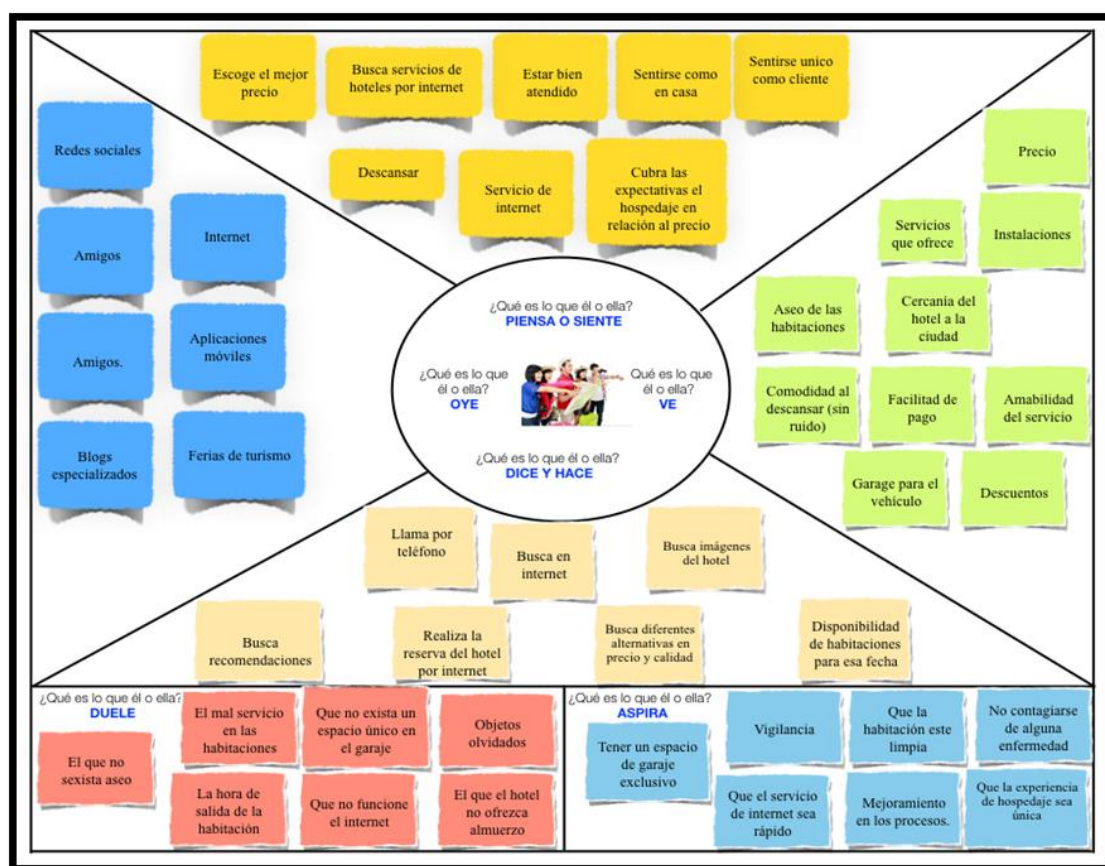 Escoge el mejor
precio
Busca servicios de
hoteles por internet
Estar bien
atendido
Sentirse como
en casa
Sentirse unico
como cliente
Descansar
Servicio de
internet
Cubra las
expectativas el
hospedaje en
relación al precio
Redes sociales
Amigos
Internet
Amigos.
Aplicaciones
móviles
Blogs
especializados
Ferias de turismo
¿Qué es lo que él o ella?
PIENSA O SIENTE
¿Qué es lo que
él o ella?
OYE
Qué es lo que
él o ella?
VE
¿Qué es lo que él o ella?
DICE Y HACE
Precio
Servicios
que ofrece
Instalaciones
Aseo de las
habitaciones
Cercanía del
hotel a la
ciudad
Comodidad al
descansar (sin
ruido)
Facilitad de
pago
Amabilidad
del servicio
Garage para el
vehículo
Descuentos
Llama por
teléfono
Busca en
internet
Busca imágenes
del hotel
Busca
recomendaciones
Realiza la
reserva del hotel
por internet
Busca diferentes
alternativas en
precio y calidad
Disponibilidad
de habitaciones
para esa fecha
¿Qué es lo que él o ella?
DUELE
El que no
sexista aseo
El mal servicio
en las
habitaciones
Que no exista un
espacio único en
el garaje
Objetos
olvidados
La hora de
salida de la
habitación
Que no funcione
el internet
El que el hotel
no ofrezca
almuerzo
¿Qué es lo que él o ella?
ASPIRA
Tener un espacio
de garaje
exclusivo
Vigilancia
Que la
habitación este
limpia
No contagiarse
de alguna
enfermedad
Que el servicio
de internet sea
rápido
Mejoramiento
en los procesos.
Que la experiencia
de hospedaje sea
única